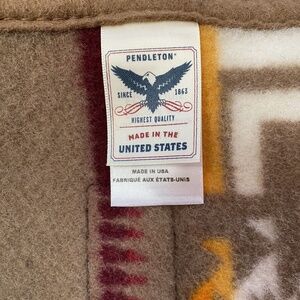 PENDLETON®
SINCE 1863
HIGHEST QUALITY
MADE IN THE
UNITED STATES
MADE IN USA
FABRIQUÉ AUX ÉTATS-UNIS